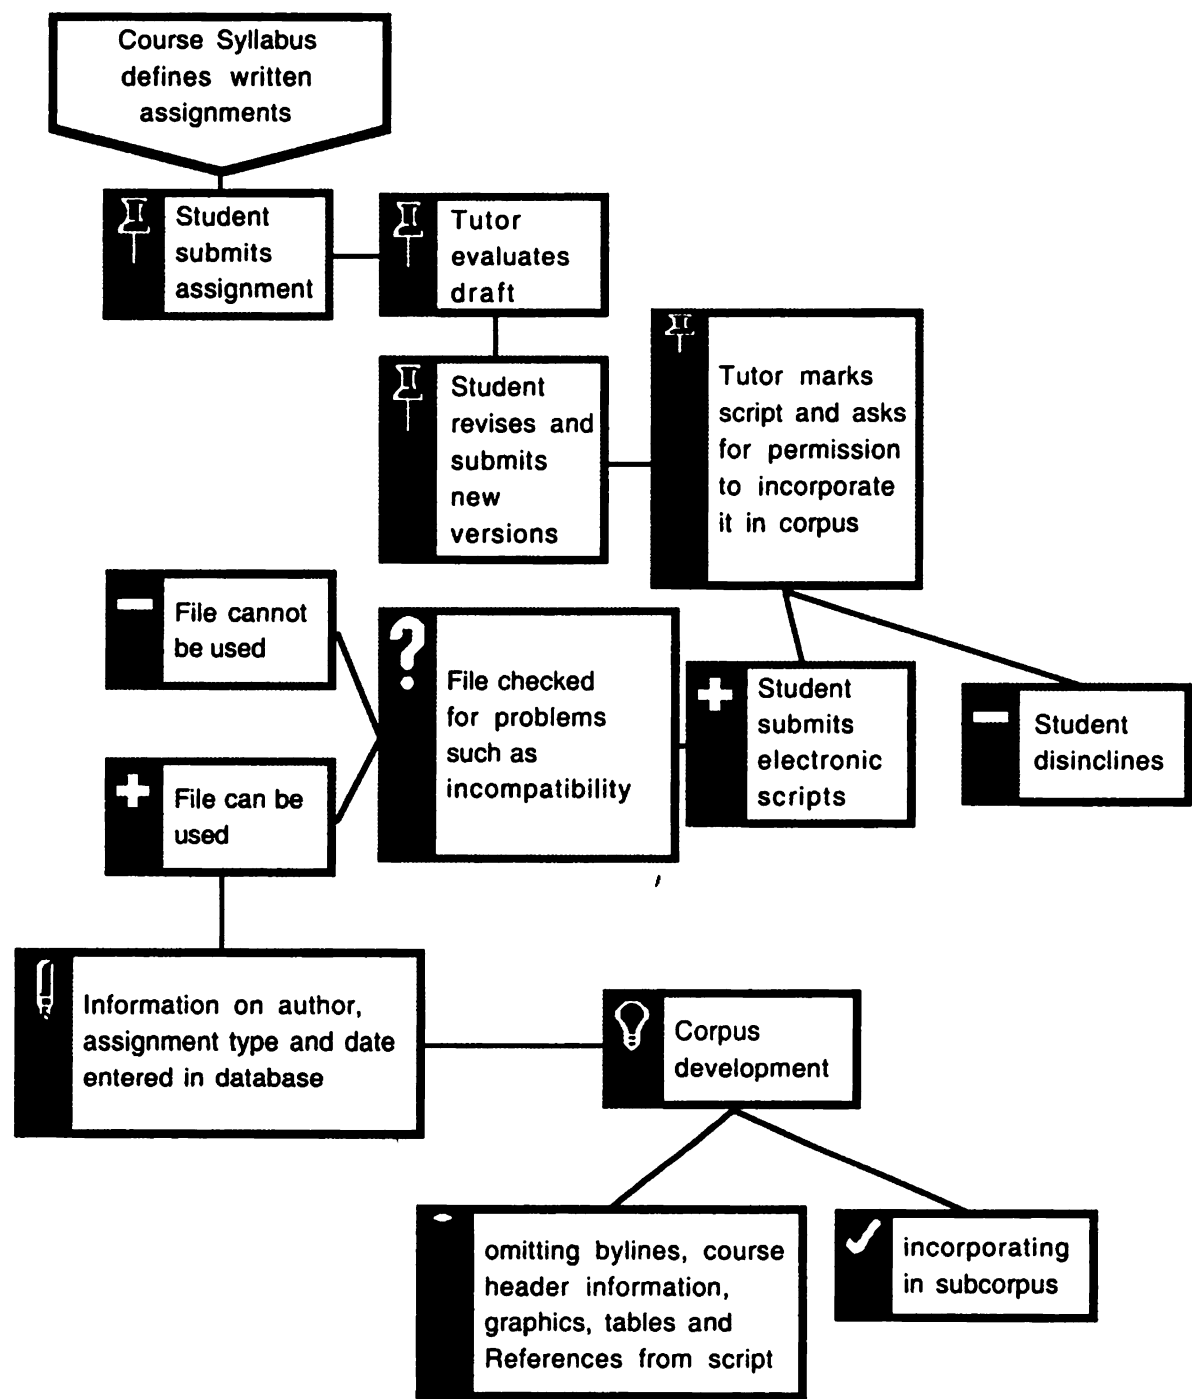 Course Syllabus
defines written
assignments
Student
submits
assignment
Tutor
evaluates
draft
Student
revises and
submits
new
versions
Tutor marks
script and asks
for permission
to incorporate
it in corpus
File cannot
be used
File checked
for problems
such as
incompatibility
Student
submits
electronic
scripts
Student
disinclines
File can be
used
Information on author,
assignment type and date
entered in database
Corpus
development
omitting bylines, course
header information,
graphics, tables and
References from script
incorporating
in subcorpus